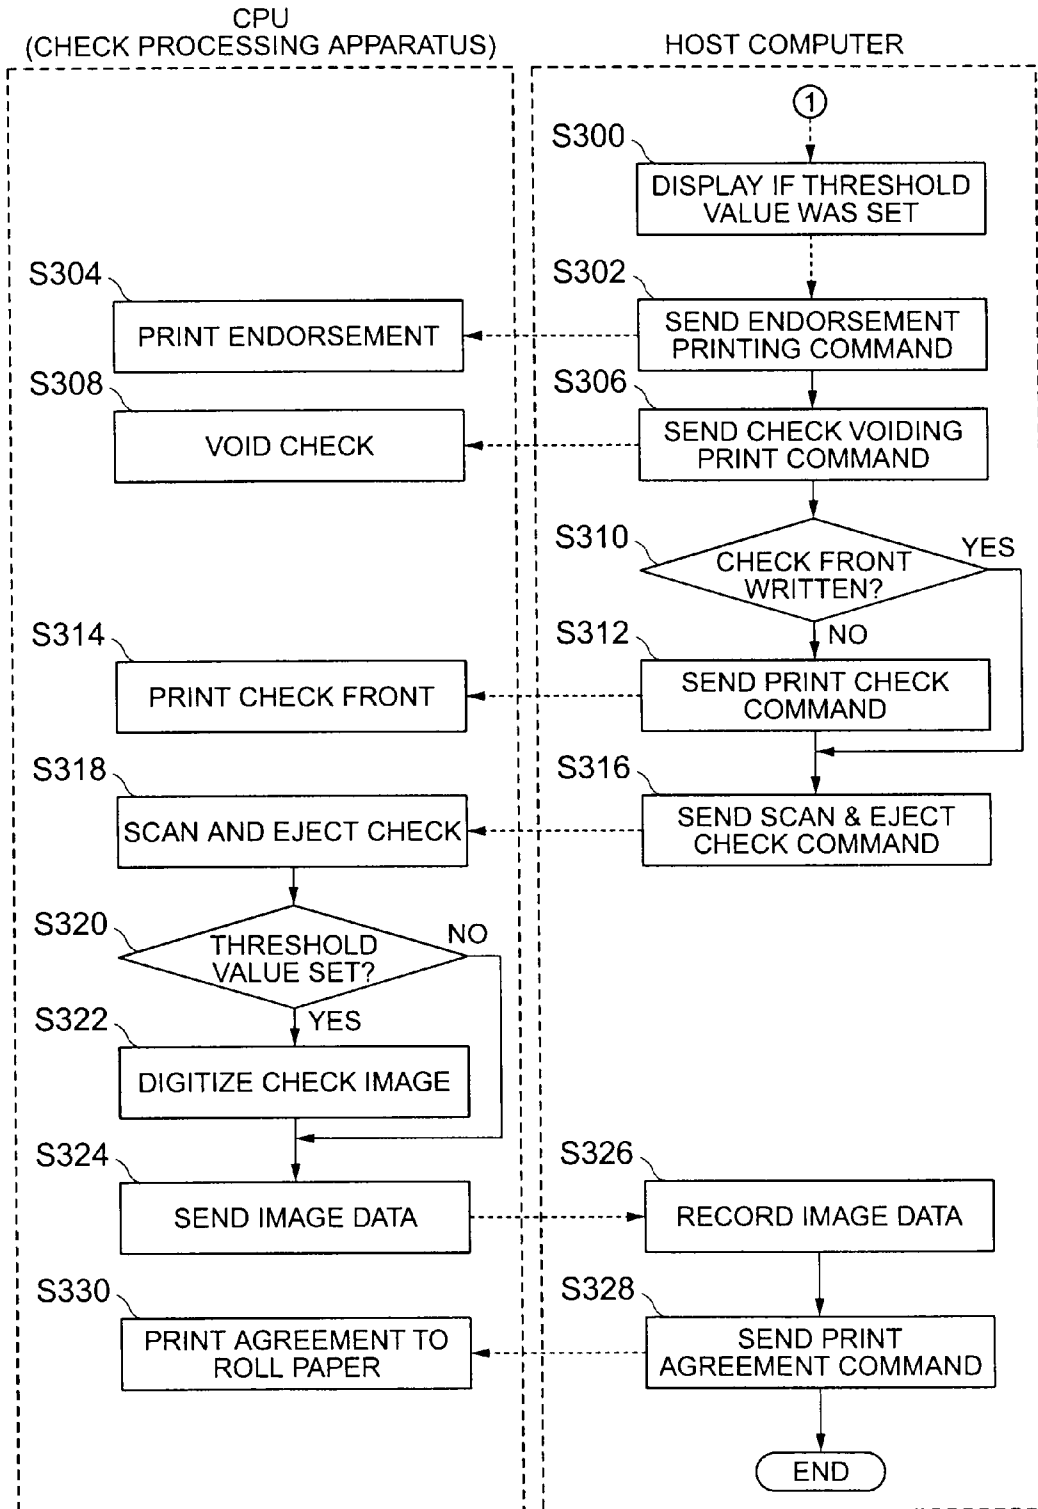 CPU
(CHECK PROCESSING APPARATUS)
HOST COMPUTER
1
S300
DISPLAY IF THRESHOLD
VALUE WAS SET
S304
PRINT ENDORSEMENT
S302
SEND ENDORSEMENT
PRINTING COMMAND
S308
VOID CHECK
S306
SEND CHECK VOIDING
PRINT COMMAND
S310
CHECK FRONT
WRITTEN?
YES
NO
S314
PRINT CHECK FRONT
S312
SEND PRINT CHECK
COMMAND
S318
SCAN AND EJECT CHECK
S316
SEND SCAN & EJECT
CHECK COMMAND
S320
THRESHOLD
VALUE SET?
NO
YES
S322
DIGITIZE CHECK IMAGE
S324
SEND IMAGE DATA
S326
RECORD IMAGE DATA
S330
PRINT AGREEMENT TO
ROLL PAPER
S328
SEND PRINT
AGREEMENT COMMAND
END